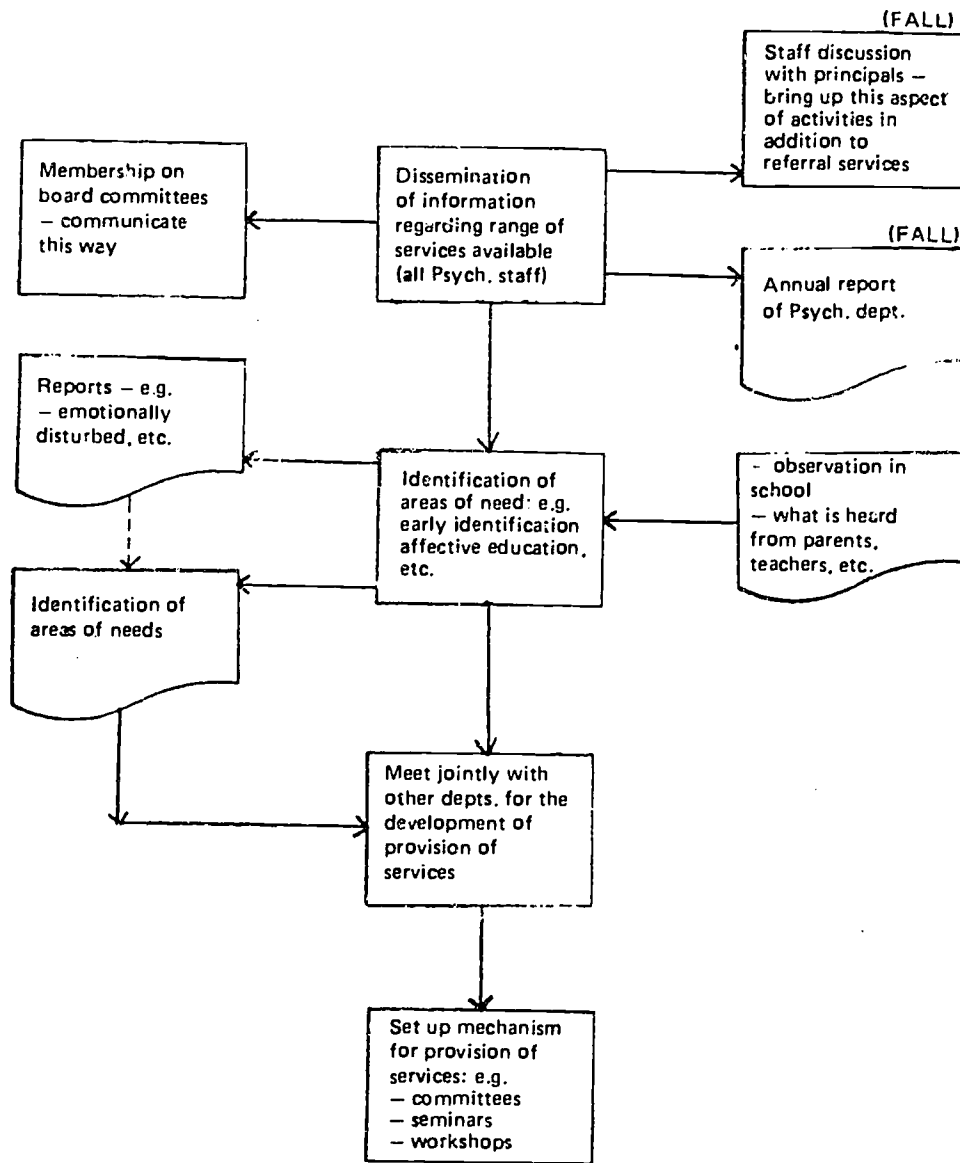 (FALL)
Staff discussion
with principals —
bring up this aspect
of activities in
addition to
referral services
Membership on
board committees
— communicate
this way
Dissemination
of information
regarding range of
services available
(all Psych. staff)
(FALL)
Annual report
of Psych. dept.
Reports — e.g.
— emotionally
disturbed, etc.
Identification of
areas of need: e.g.
early identification
affective education,
etc.
— observation in
school
— what is heard
from parents,
teachers, etc.
Identification of
areas of needs
Meet jointly with
other depts. for the
development of
provision of
services
Set up mechanism
for provision of
services: e.g.
— committees
— seminars
— workshops